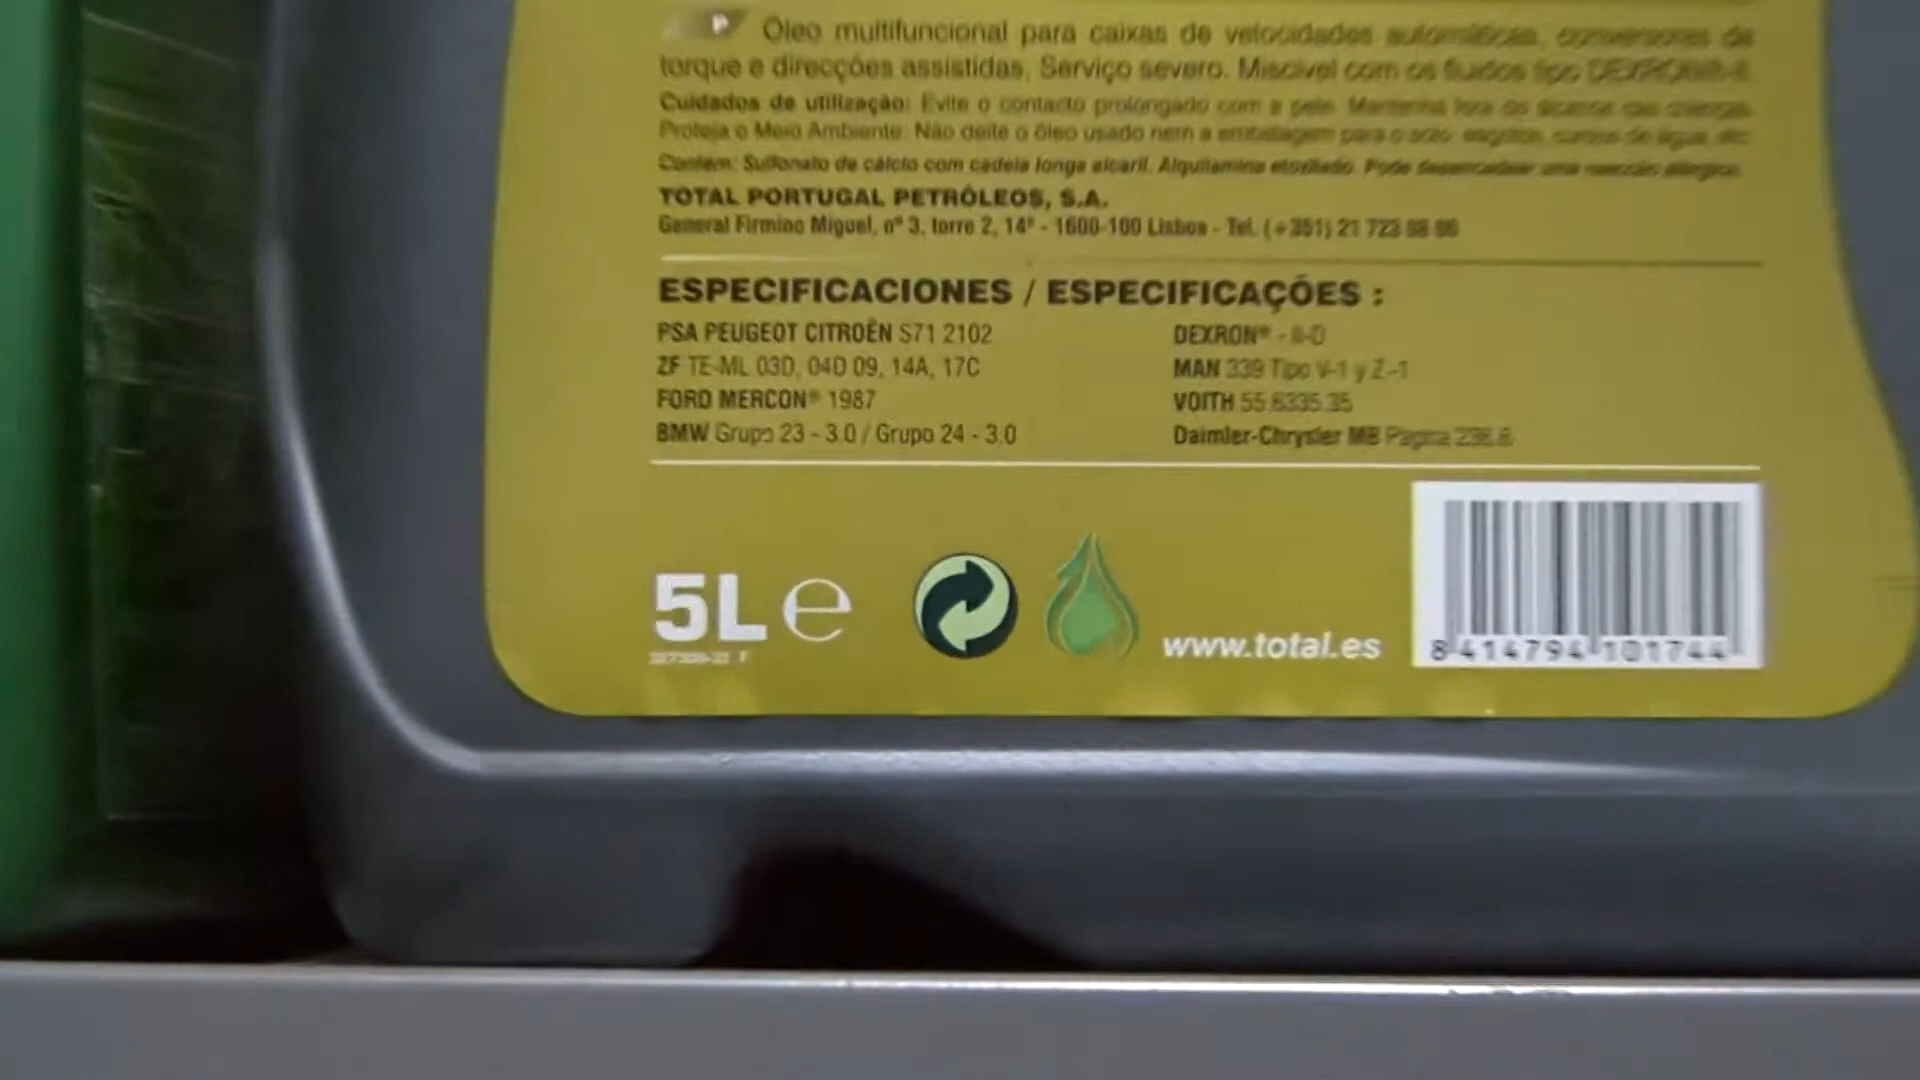 P
Óleo multifuncional para caixas de velocidades automáticas, conversores de
torque e direcções assistidas. Serviço severo. Miscível com os fluidos tipo DEXRON®-II.
Cuidados de utilização: Evite o contacto prolongado com a pele. Mantenha fora do alcance das crianças.
Proteja o Meio Ambiente: Não deite o óleo usado nem a embalagem para o solo, esgotos, cursos de água, etc
Contém: Sulfonato de cálcio com cadeia longa alcaril. Alquilamina etoxilado. Pode desencadear uma reacção alérgica.
TOTAL PORTUGAL PETRÓLEOS, S.A.
General Firmino Miguel, nº 3, torre 2, 14º - 1600-100 Lisboa - Tel. (+351) 21 723
ESPECIFICACIONES / ESPECIFICAÇÕES :
PSA PEUGEOT CITROËN S71 2102
ZF TE-ML 03D, 04D 09, 14A, 17C
FORD MERCON® 1987
BMW Grupo 23 - 3.0 / Grupo 24 - 3.0
DEXRON® - II-D
MAN 339 Tipo V-1 y Z-1
VOITH 55.6335.35
Daimler-Chrysler MB Página
5L e
www.total.es
8 414794 101744